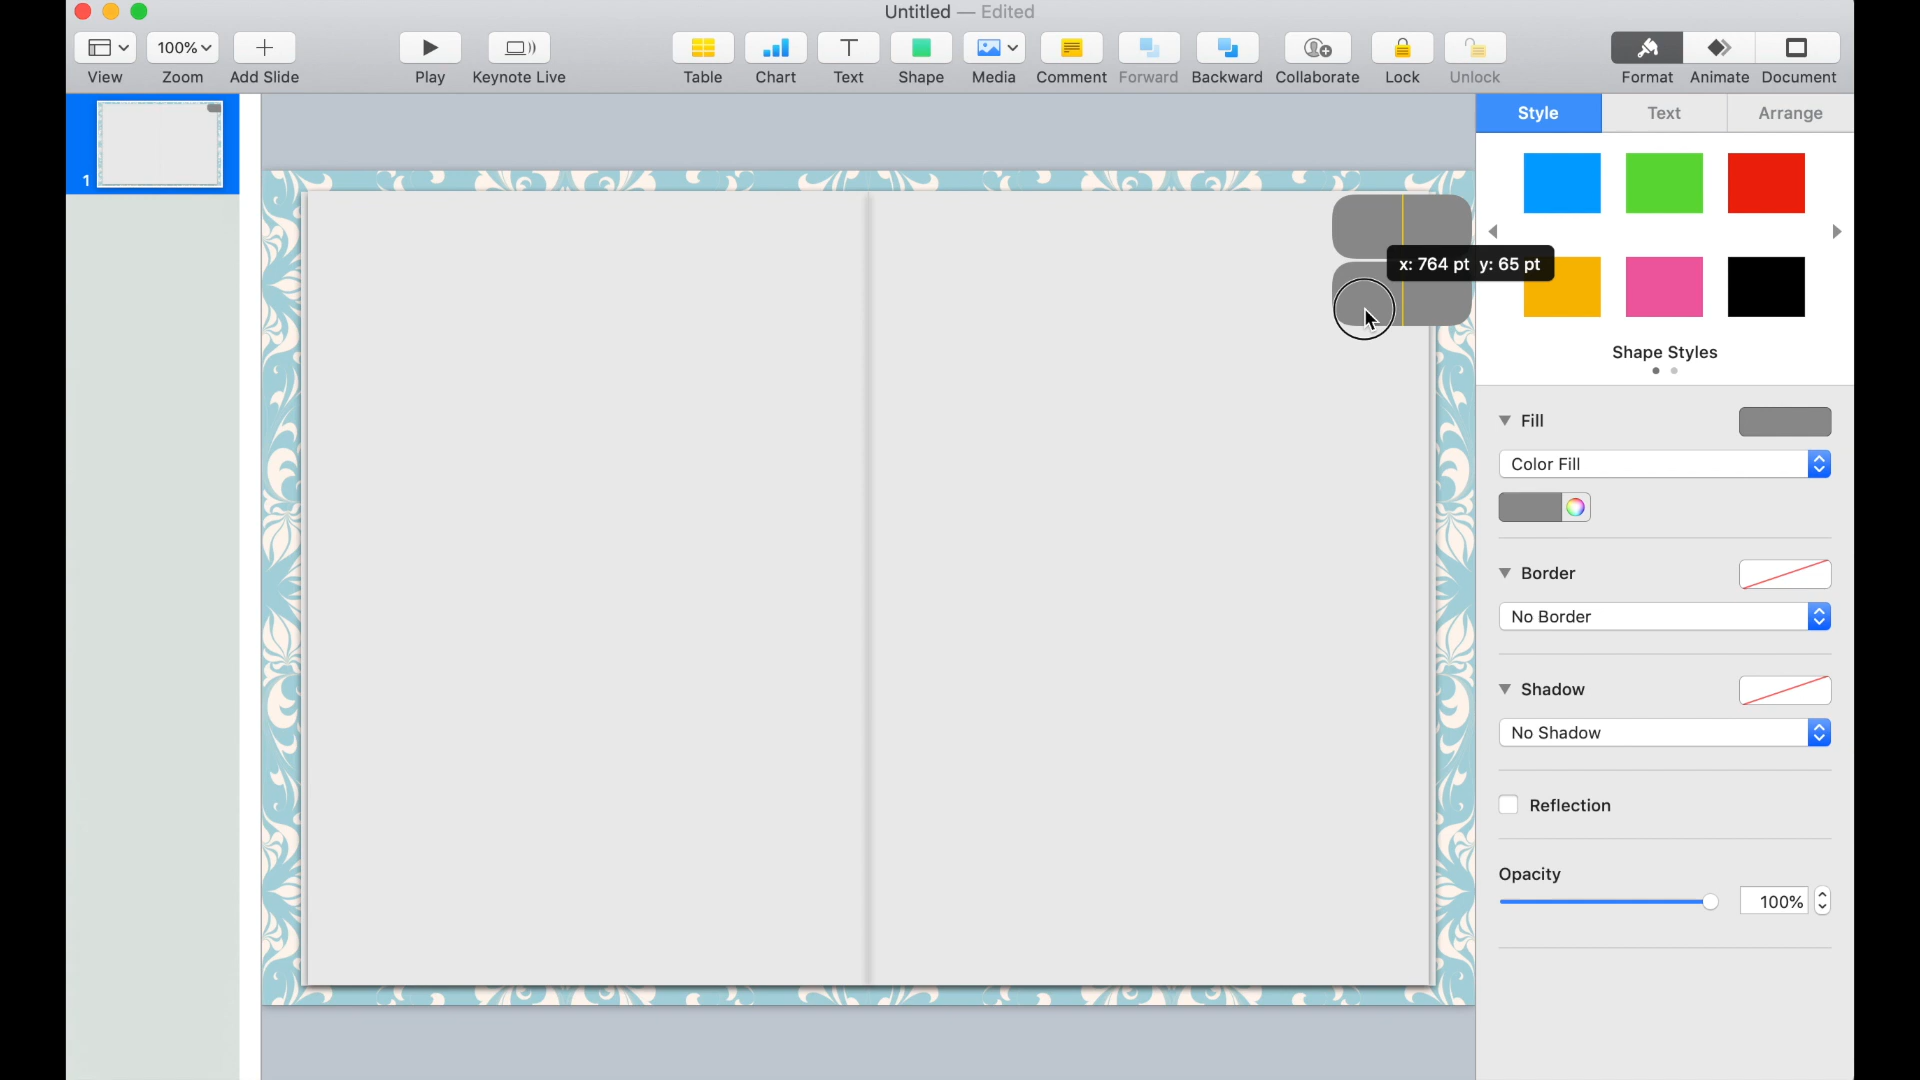 Untitled — Edited
100%
View
Zoom
Add Slide
Play
Keynote Live
Table
Chart
Text
Shape
Media
Comment
Forward
Backward
Collaborate
Lock
Unlock
Format
Animate
Document
1
x: 764 pt y: 65 pt
Style
Text
Arrange
Shape Styles
Fill
Color Fill
Border
No Border
Shadow
No Shadow
Reflection
Opacity
100%